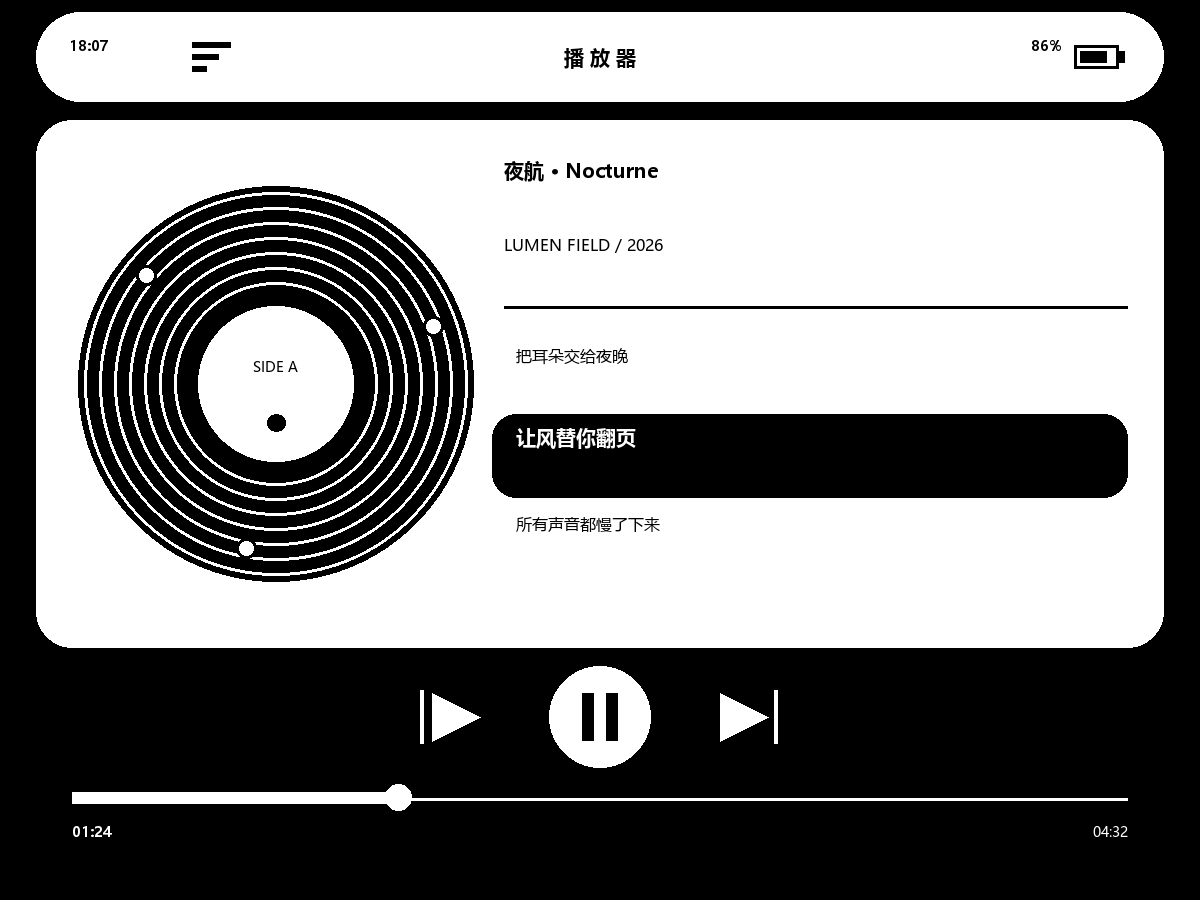 18:07
播放器
86%
夜航 • Nocturne
LUMEN FIELD / 2026
SIDE A
把耳朵交给夜晚
让风替你翻页
所有声音都慢了下来
01:24
04:32